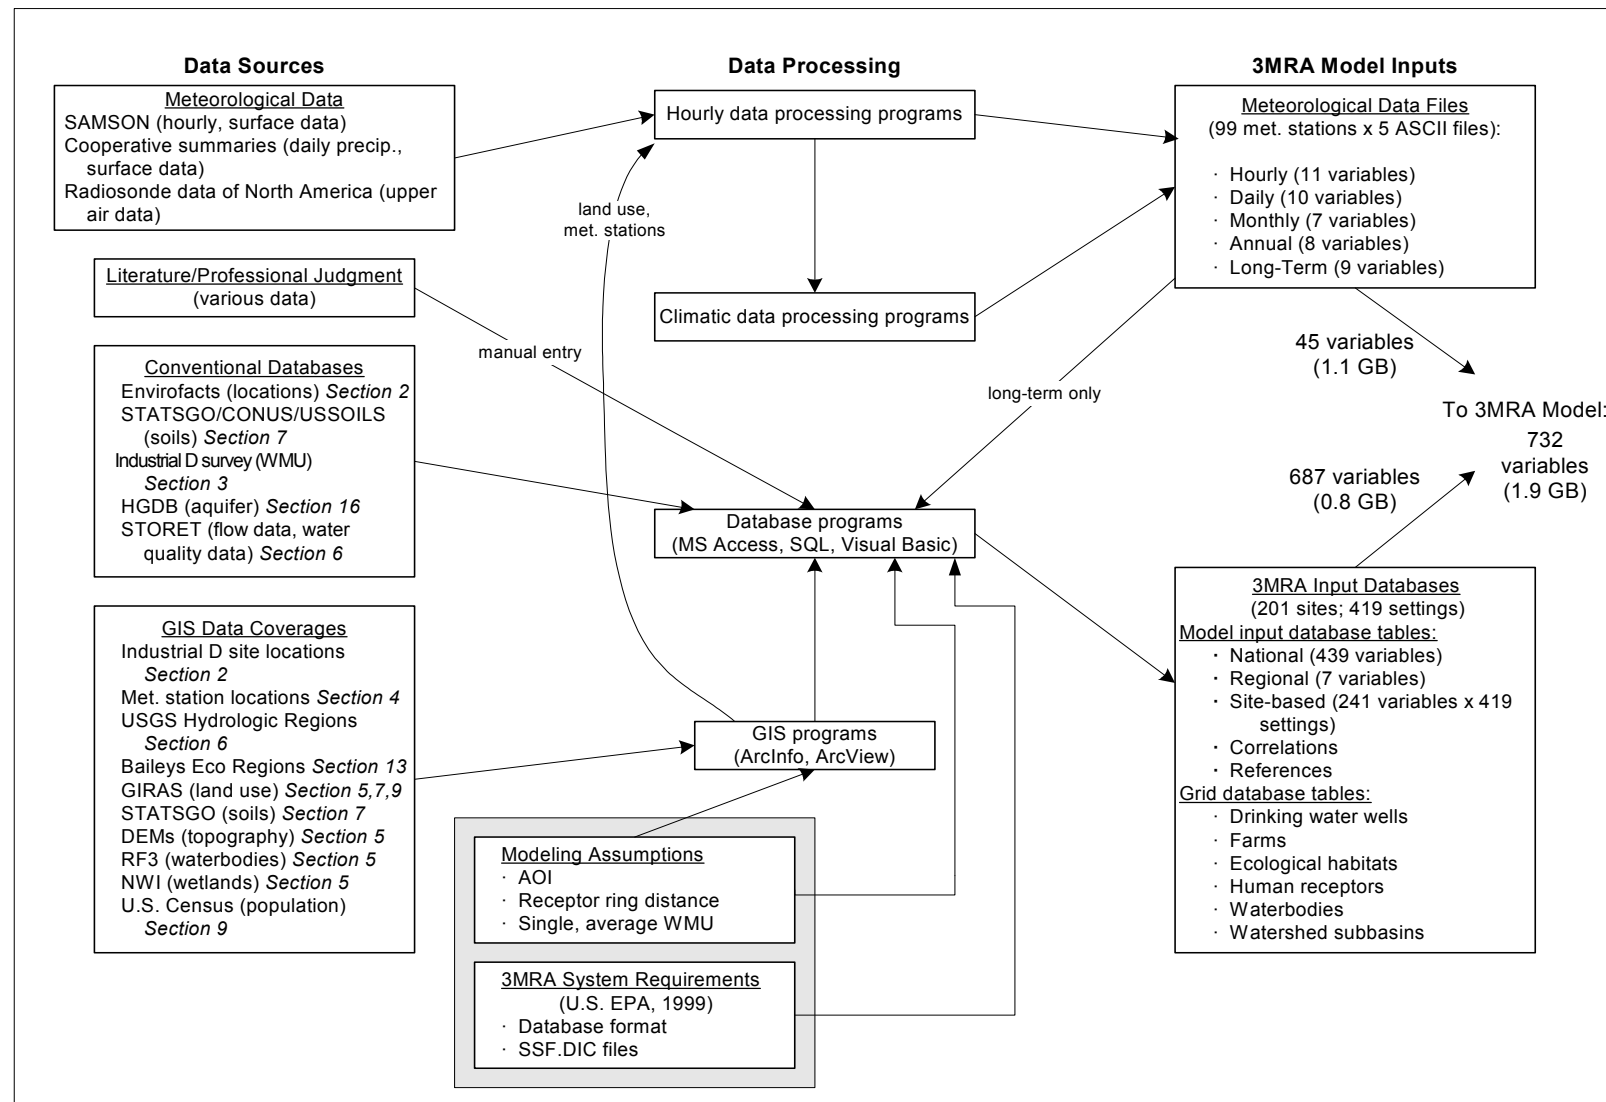 Data Sources
Meteorological Data
SAMSON (hourly, surface data)
Cooperative summaries (daily precip.,
surface data)
Radiosonde data of North America (upper
air data)
Literature/Professional Judgment
(various data)
Conventional Databases
Envirofacts (locations) Section 2
STATSGO/CONUS/USSOILS
(soils) Section 7
Industrial D survey (WMU)
Section 3
HGDB (aquifer) Section 16
STORET (flow data, water
quality data) Section 6
GIS Data Coverages
Industrial D site locations
Section 2
Met. station locations Section 4
USGS Hydrologic Regions
Section 6
Baileys Eco Regions Section 13
GIRAS (land use) Section 5,7,9
STATSGO (soils) Section 7
DEMs (topography) Section 5
RF3 (waterbodies) Section 5
NWI (wetlands) Section 5
U.S. Census (population)
Section 9
Data Processing
Hourly data processing programs
land use,
met. stations
Climatic data processing programs
manual entry
long-term only
Database programs
(MS Access, SQL, Visual Basic)
GIS programs
(ArcInfo, ArcView)
Modeling Assumptions
· AOI
· Receptor ring distance
· Single, average WMU
3MRA System Requirements
(U.S. EPA, 1999)
· Database format
· SSF.DIC files
3MRA Model Inputs
Meteorological Data Files
(99 met. stations x 5 ASCII files):
· Hourly (11 variables)
· Daily (10 variables)
· Monthly (7 variables)
· Annual (8 variables)
· Long-Term (9 variables)
45 variables
(1.1 GB)
To 3MRA Model:
732
variables
(1.9 GB)
687 variables
(0.8 GB)
3MRA Input Databases
(201 sites; 419 settings)
Model input database tables:
· National (439 variables)
· Regional (7 variables)
· Site-based (241 variables x 419
settings)
· Correlations
· References
Grid database tables:
· Drinking water wells
· Farms
· Ecological habitats
· Human receptors
· Waterbodies
· Watershed subbasins